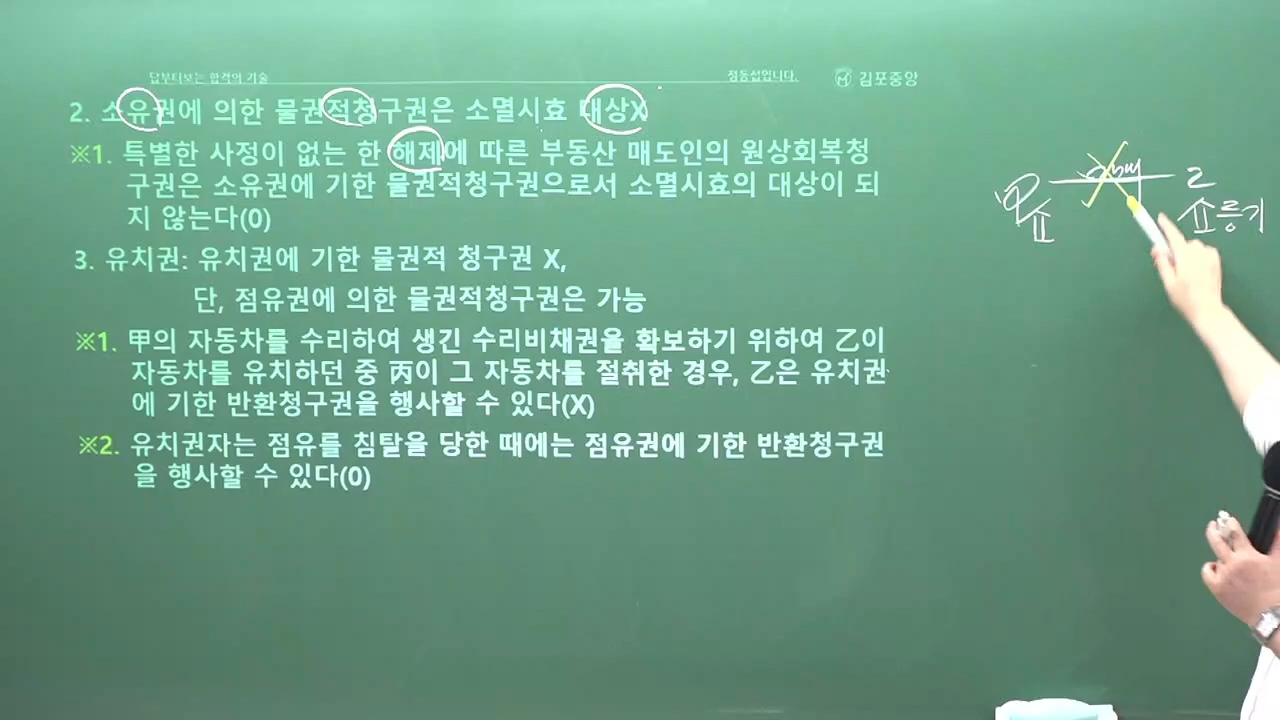 답부터보는 합격의 기술
정동섭입니다.
김포중앙
2. 소유권에 의한 물권적청구권은 소멸시효 대상X
※1. 특별한 사정이 없는 한 해제에 따른 부동산 매도인의 원상회복청
구권은 소유권에 기한 물권적청구권으로서 소멸시효의 대상이 되
지 않는다(0)
3. 유치권: 유치권에 기한 물권적 청구권 X,
단, 점유권에 의한 물권적청구권은 가능
※1. 甲의 자동차를 수리하여 생긴 수리비채권을 확보하기 위하여 乙이
자동차를 유치하던 중 丙이 그 자동차를 절취한 경우, 乙은 유치권
에 기한 반환청구권을 행사할 수 있다(X)
※2. 유치권자는 점유를 침탈을 당한 때에는 점유권에 기한 반환청구권
을 행사할 수 있다(0)
乙
소
소등기